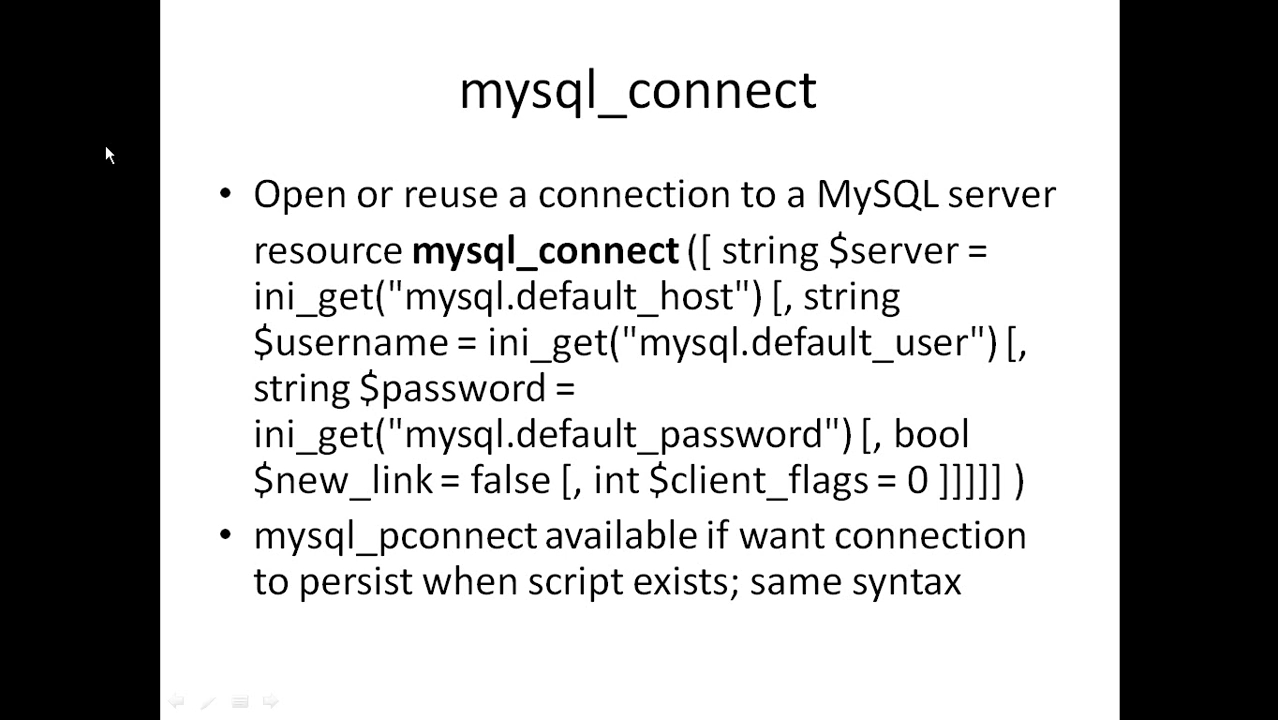 mysql_connect
• Open or reuse a connection to a MySQL server
resource mysql_connect ([ string $server =
ini_get("mysql.default_host") [, string
$username = ini_get("mysql.default_user") [,
string $password =
ini_get("mysql.default_password") [, bool
$new_link = false [, int $client_flags = 0 ]]]]] )
• mysql_pconnect available if want connection
to persist when script exists; same syntax